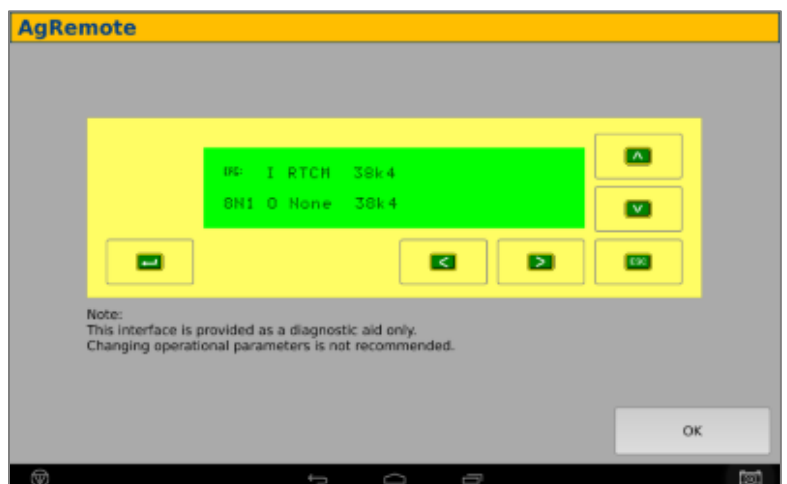 AgRemote
I RTCM 38k4
8N1 O None 38k4
ESC
Note:
This interface is provided as a diagnostic aid only.
Changing operational parameters is not recommended.
OK